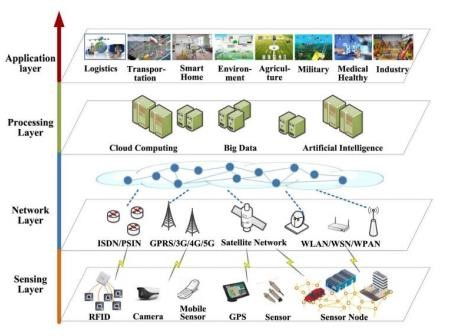 Application
layer
Logistics
Transpor-
tation
Smart
Home
Environ-
ment
Agricul-
ture
Military
Medical
Healthy
Industry
Processing
Layer
Cloud Computing
Big Data
Artificial Intelligence
Network
Layer
ISDN/PSIN
GPRS/3G/4G/5G
Satellite Network
WLAN/WSN/WPAN
Sensing
Layer
RFID
Camera
Mobile
Sensor
GPS
Sensor
Sensor Node